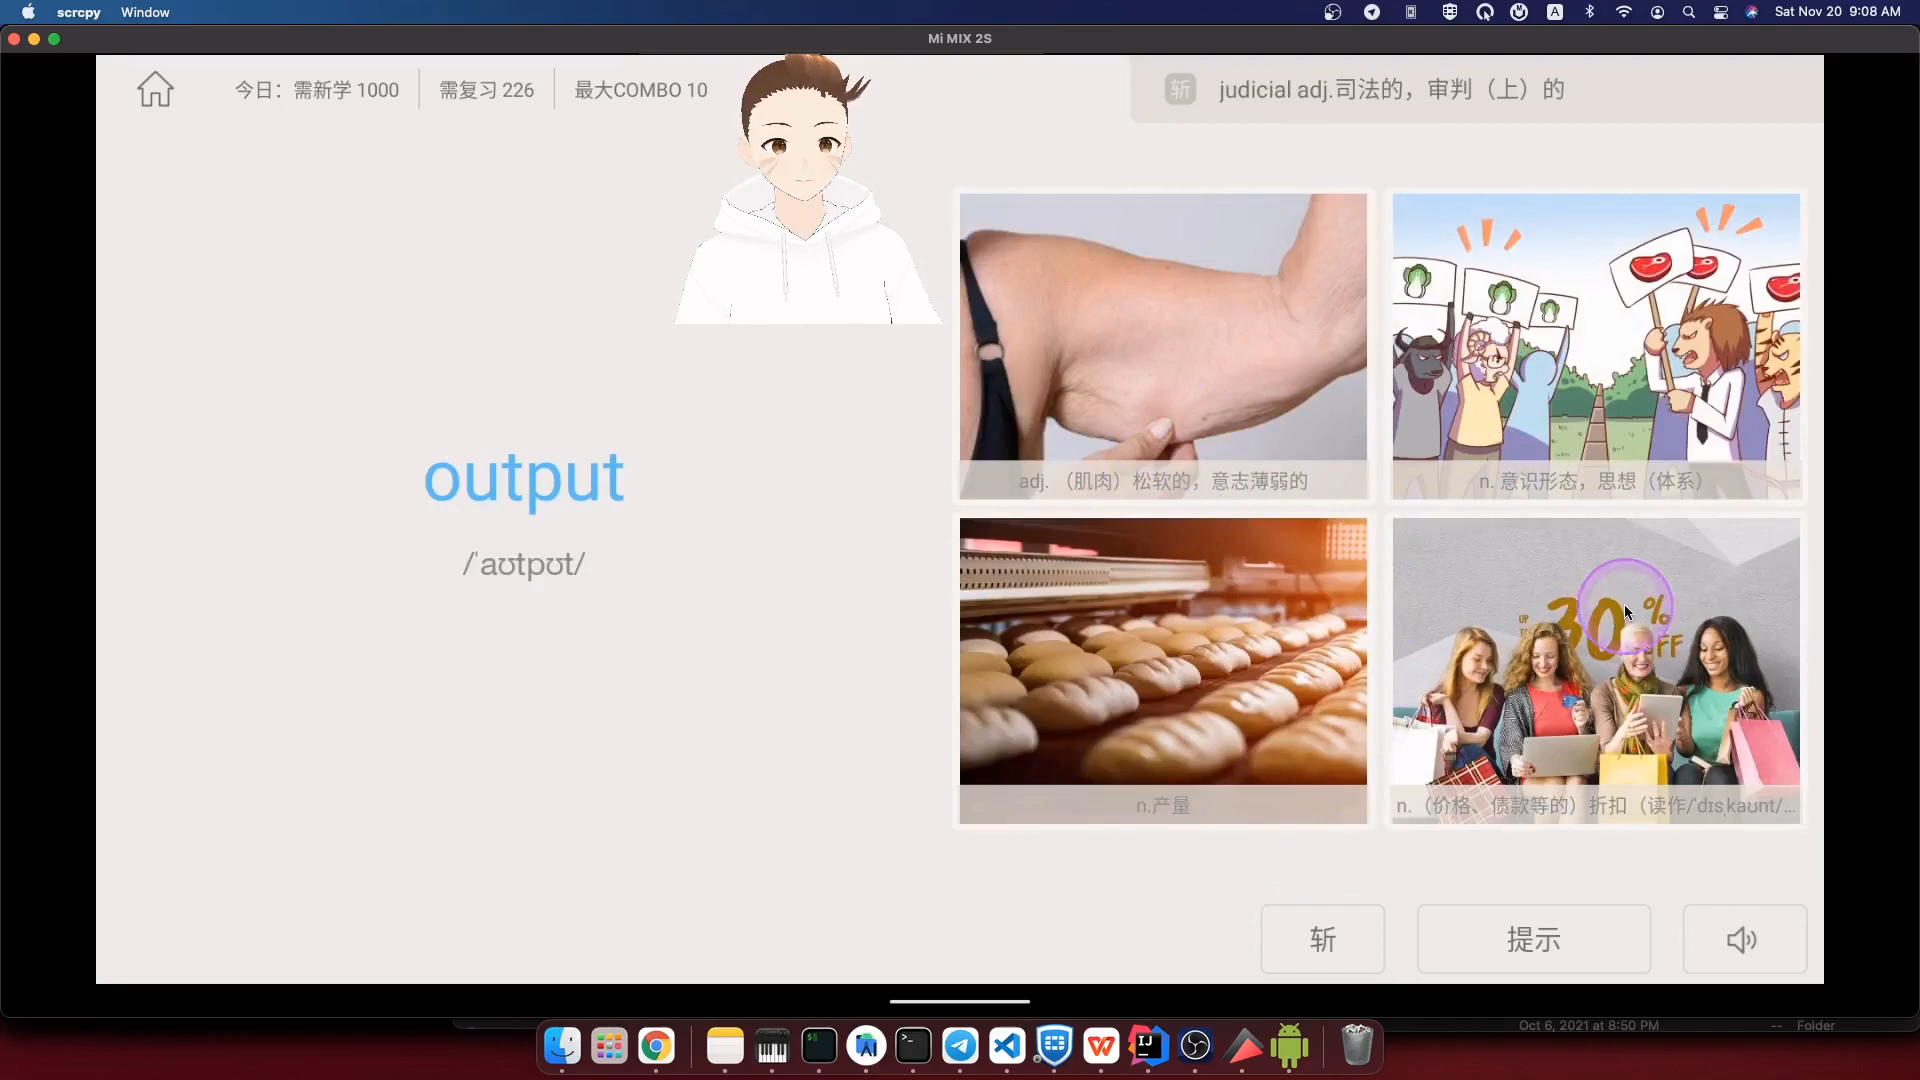 scrcpy Window
Sat Nov 20 9:08 AM
Mi MIX 2S
今日：需新学 1000
需复习 226
最大COMBO 10
斩 judicial adj.司法的，审判（上）的
output
/ˈaʊtpʊt/
adj. （肌肉）松软的，意志薄弱的
n. 意识形态，思想（体系）
30%
n.产量
n.（价格、债款等的）折扣（读作/ˈdɪsˌkaʊnt/...
斩
提示
Oct 6, 2021 at 8:50 PM -- Folder